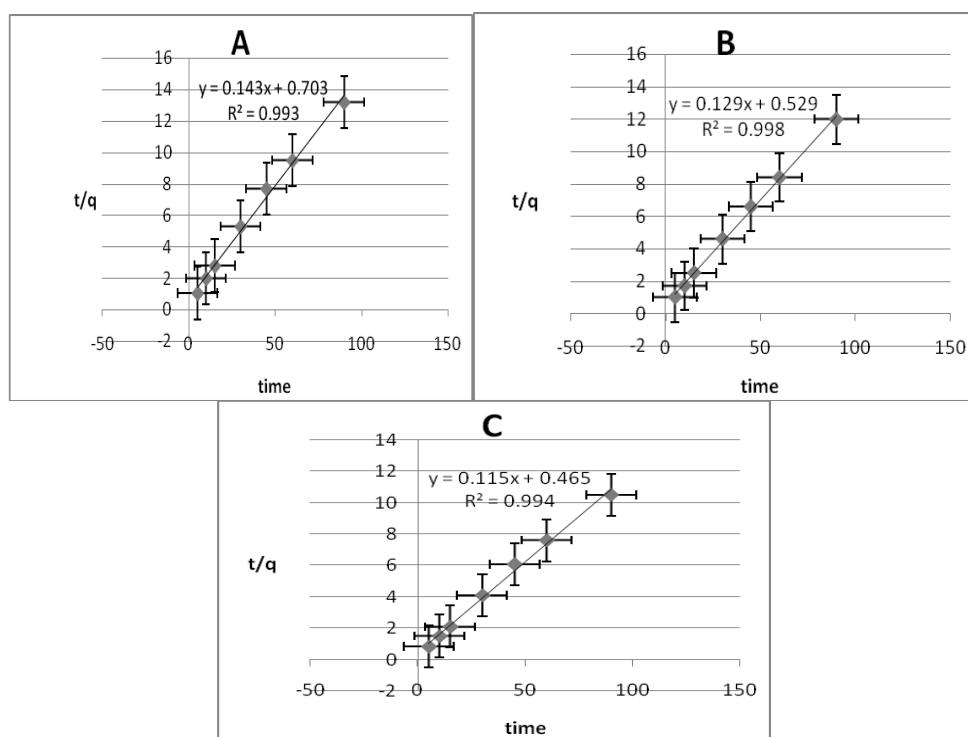 A
16
14
12
10
8
6
4
2
0
-2
t/q
y = 0.143x + 0.703
R² = 0.993
-50
0
50
100
150
time
B
16
14
12
10
8
6
4
2
0
-2
t/q
y = 0.129x + 0.529
R² = 0.998
-50
0
50
100
150
time
C
14
12
10
8
6
4
2
0
-2
t/q
y = 0.115x + 0.465
R² = 0.994
-50
0
50
100
150
time